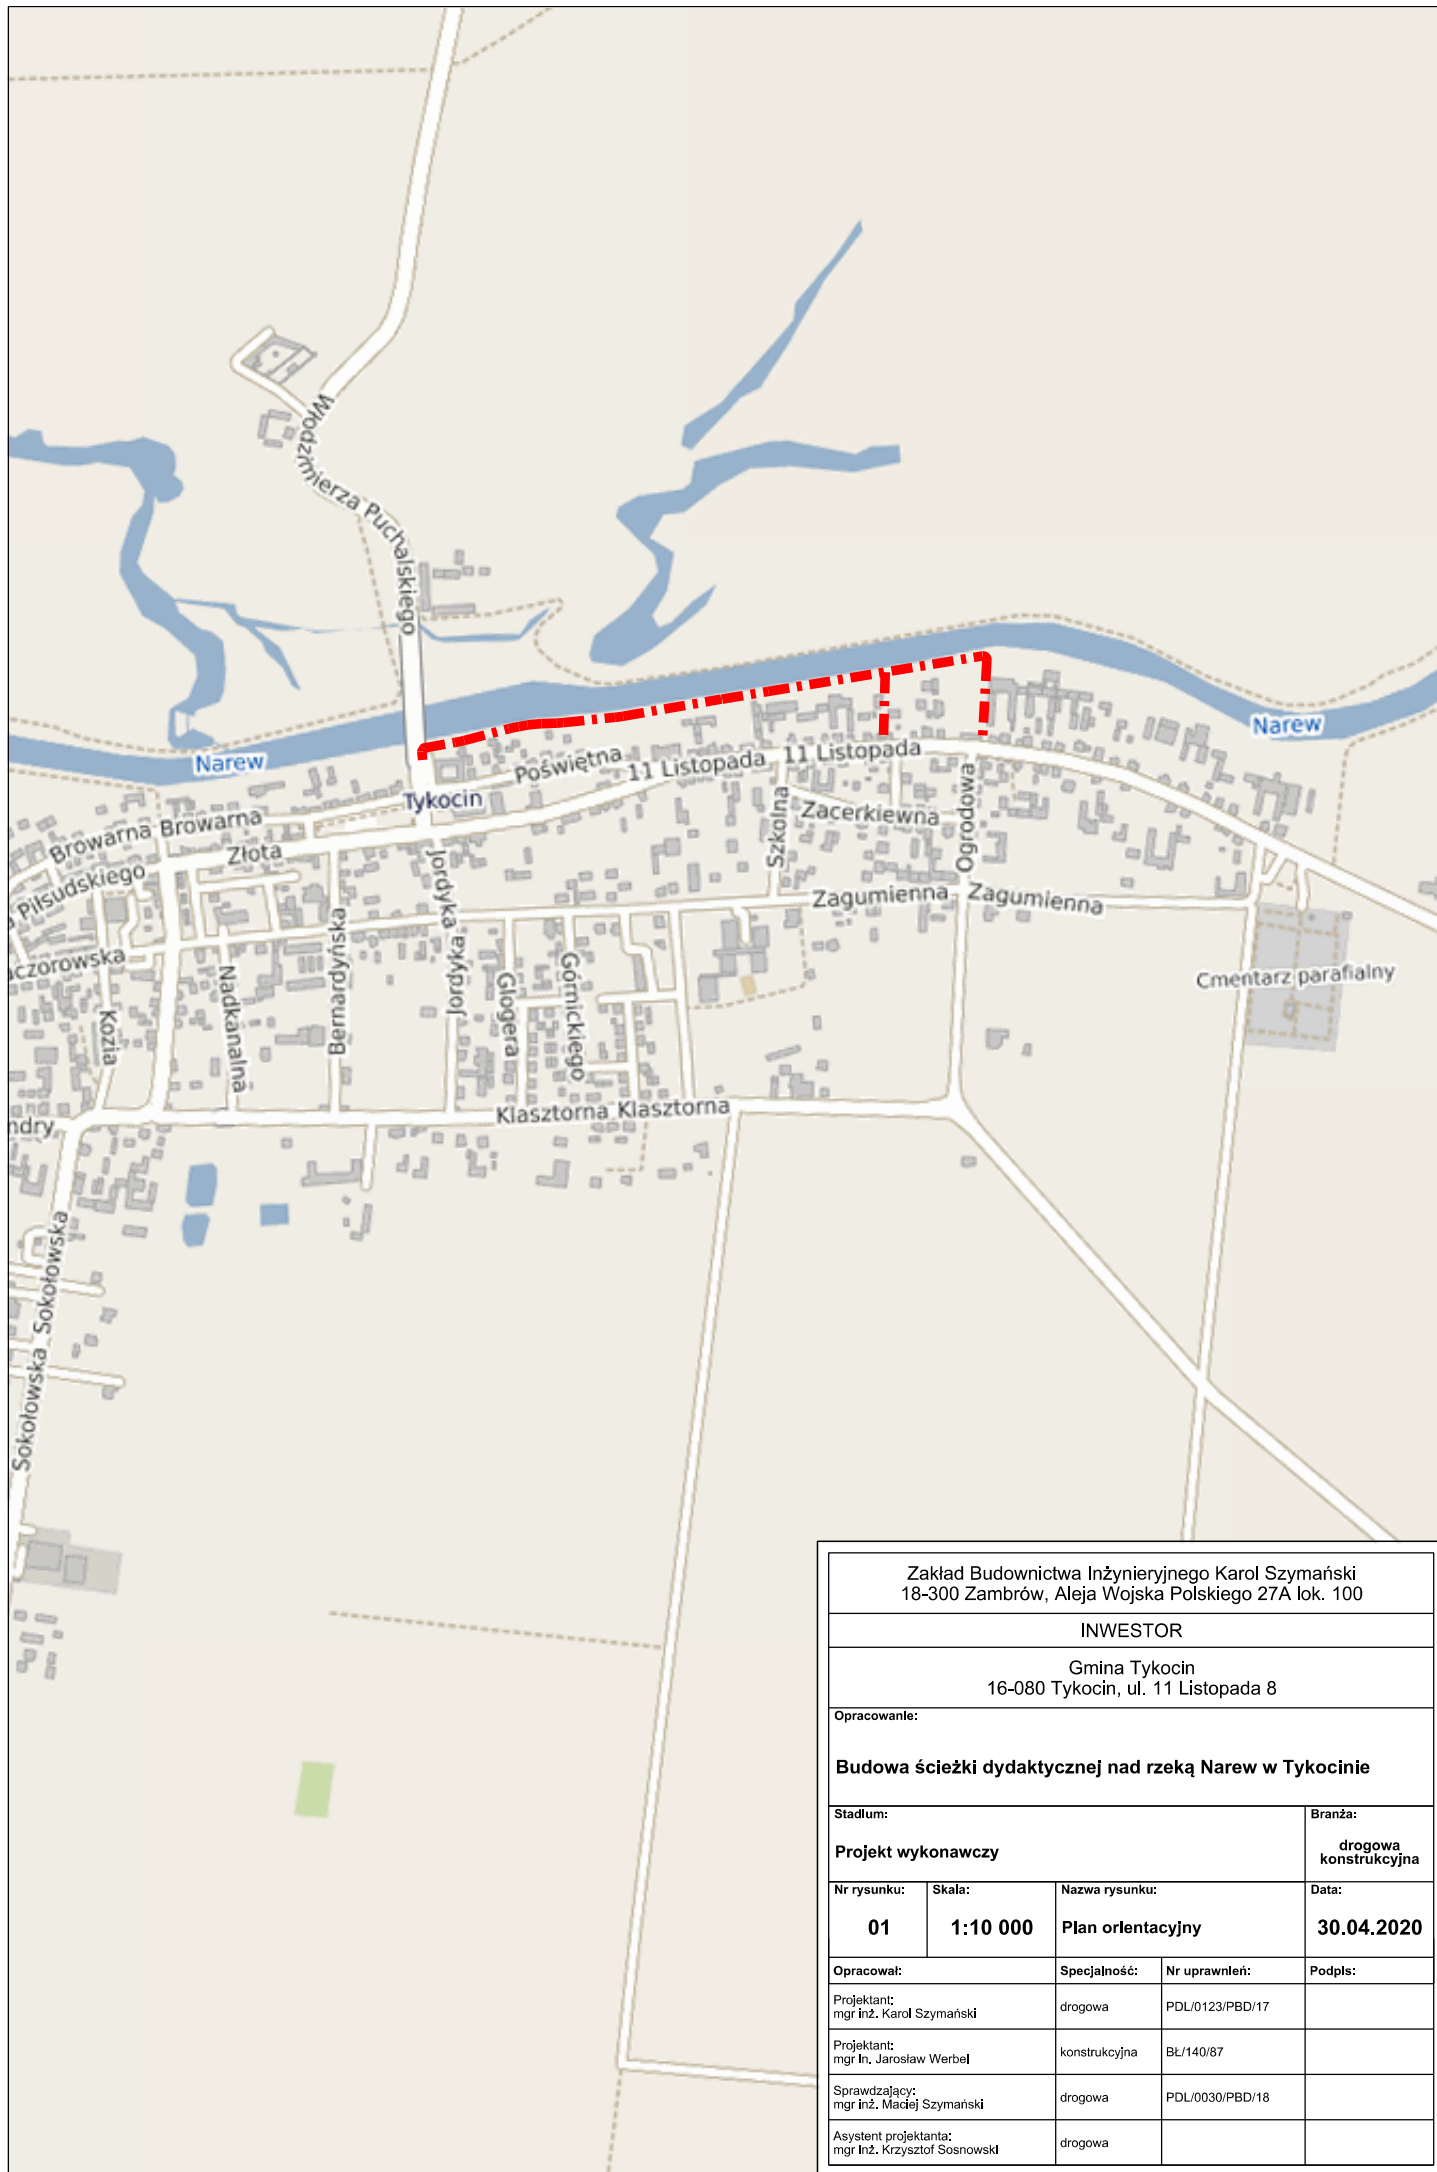 Włodzimierza Puchalskiego
Narew
Narew
Poświętna
11 Listopada
11 Listopada
Tykocin
Browarna
Browarna
Złota
Piłsudskiego
Szkolna
Zacerkiewna
Ogrodowa
Zagumienna
Zagumienna
Jordyka
Jordyka
Bernardyńska
Nadkanalna
Kozia
czorowska
Glogera
Górnickiego
Cmentarz parafialny
Klasztorna
Klasztorna
ndry
Sokołowska
Sokołowska
Zakład Budownictwa Inżynieryjnego Karol Szymański
18-300 Zambrów, Aleja Wojska Polskiego 27A lok. 100
INWESTOR
Gmina Tykocin
16-080 Tykocin, ul. 11 Listopada 8
Opracowanie:
Budowa ścieżki dydaktycznej nad rzeką Narew w Tykocinie
Stadium:
Branża:
Projekt wykonawczy
drogowa
konstrukcyjna
Nr rysunku:
Skala:
Nazwa rysunku:
Data:
01
1:10 000
Plan orientacyjny
30.04.2020
Opracował:
Specjalność:
Nr uprawnień:
Podpis:
Projektant:
mgr inż. Karol Szymański
drogowa
PDL/0123/PBD/17
Projektant:
mgr in. Jarosław Werbel
konstrukcyjna
BŁ/140/87
Sprawdzający:
mgr inż. Maciej Szymański
drogowa
PDL/0030/PBD/18
Asystent projektanta:
mgr inż. Krzysztof Sosnowski
drogowa